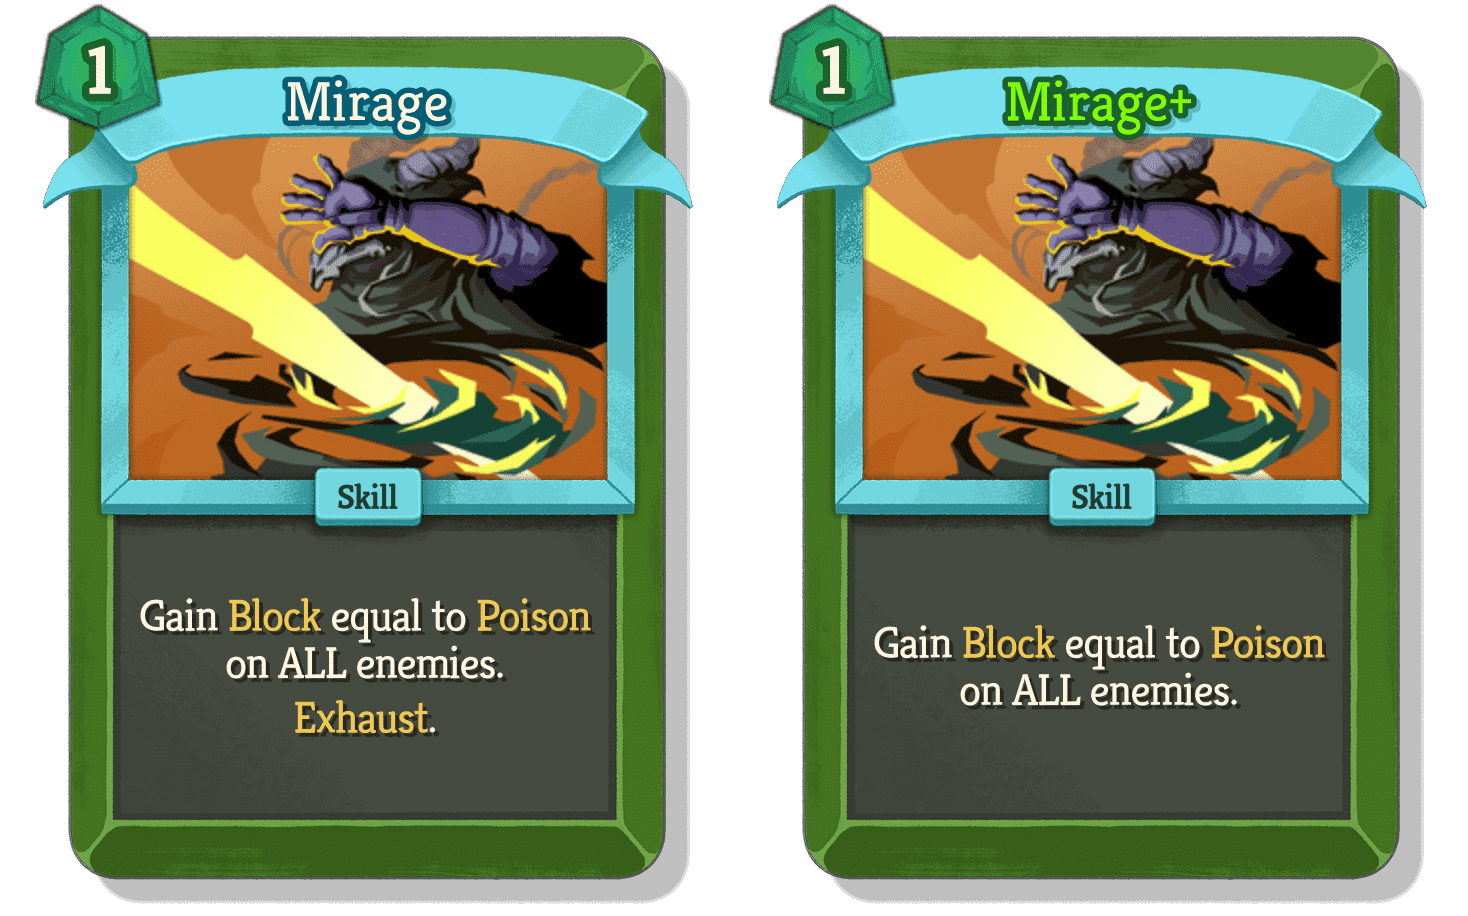 1
Mirage
Skill
Gain Block equal to Poison
on ALL enemies.
Exhaust.
1
Mirage+
Skill
Gain Block equal to Poison
on ALL enemies.